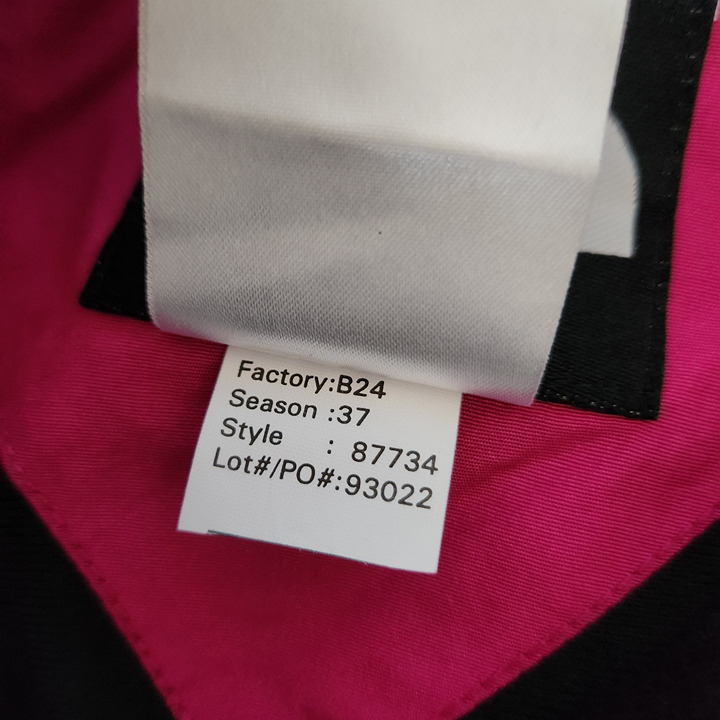 Factory:B24
Season :37
Style : 87734
Lot#/PO#:93022